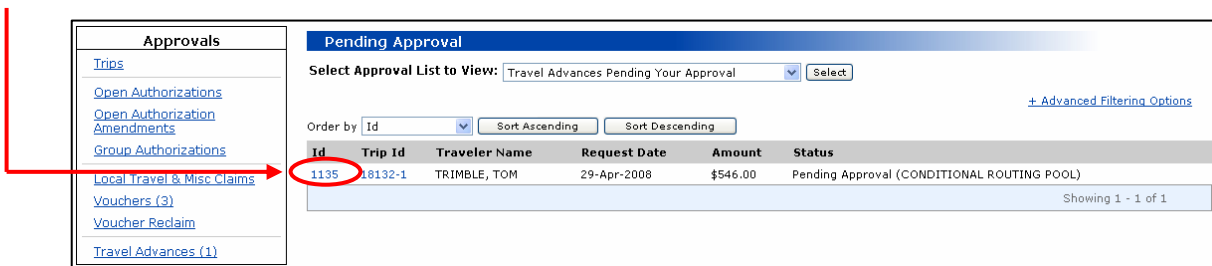 Approvals
Trips
Open Authorizations
Open Authorization
Amendments
Group Authorizations
Local Travel & Misc Claims
Vouchers (3)
Voucher Reclaim
Travel Advances (1)
Pending Approval
Select Approval List to View: Travel Advances Pending Your Approval Select
+ Advanced Filtering Options
Order by Id Sort Ascending Sort Descending
Id Trip Id Traveler Name Request Date Amount Status
1135 18132-1 TRIMBLE, TOM 29-Apr-2008 $546.00 Pending Approval (CONDITIONAL ROUTING POOL)
Showing 1 - 1 of 1